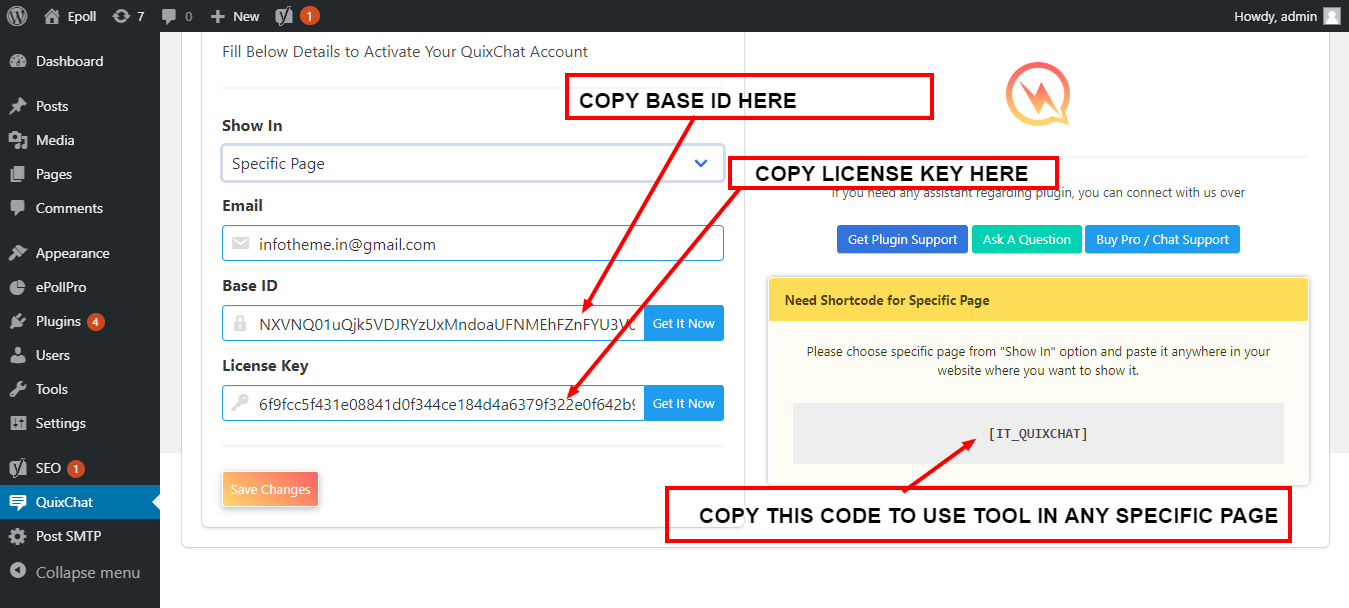 Epoll
7
0
New
1
Howdy, admin
Dashboard
Posts
Media
Pages
Comments
Appearance
ePollPro
Plugins 4
Users
Tools
Settings
SEO 1
QuixChat
Post SMTP
Collapse menu
Fill Below Details to Activate Your QuixChat Account
COPY BASE ID HERE
Show In
Specific Page
COPY LICENSE KEY HERE
Email
infotheme.in@gmail.com
Base ID
Get It Now
License Key
6f9fcc5f431e08841d0f344ce184d4a6379f322e0f642b9
Get It Now
Save Changes
If you need any assistant regarding plugin, you can connect with us over
Get Plugin Support
Ask A Question
Buy Pro / Chat Support
Need Shortcode for Specific Page
Please choose specific page from "Show In" option and paste it anywhere in your
website where you want to show it.
[IT_QUIXCHAT]
COPY THIS CODE TO USE TOOL IN ANY SPECIFIC PAGE